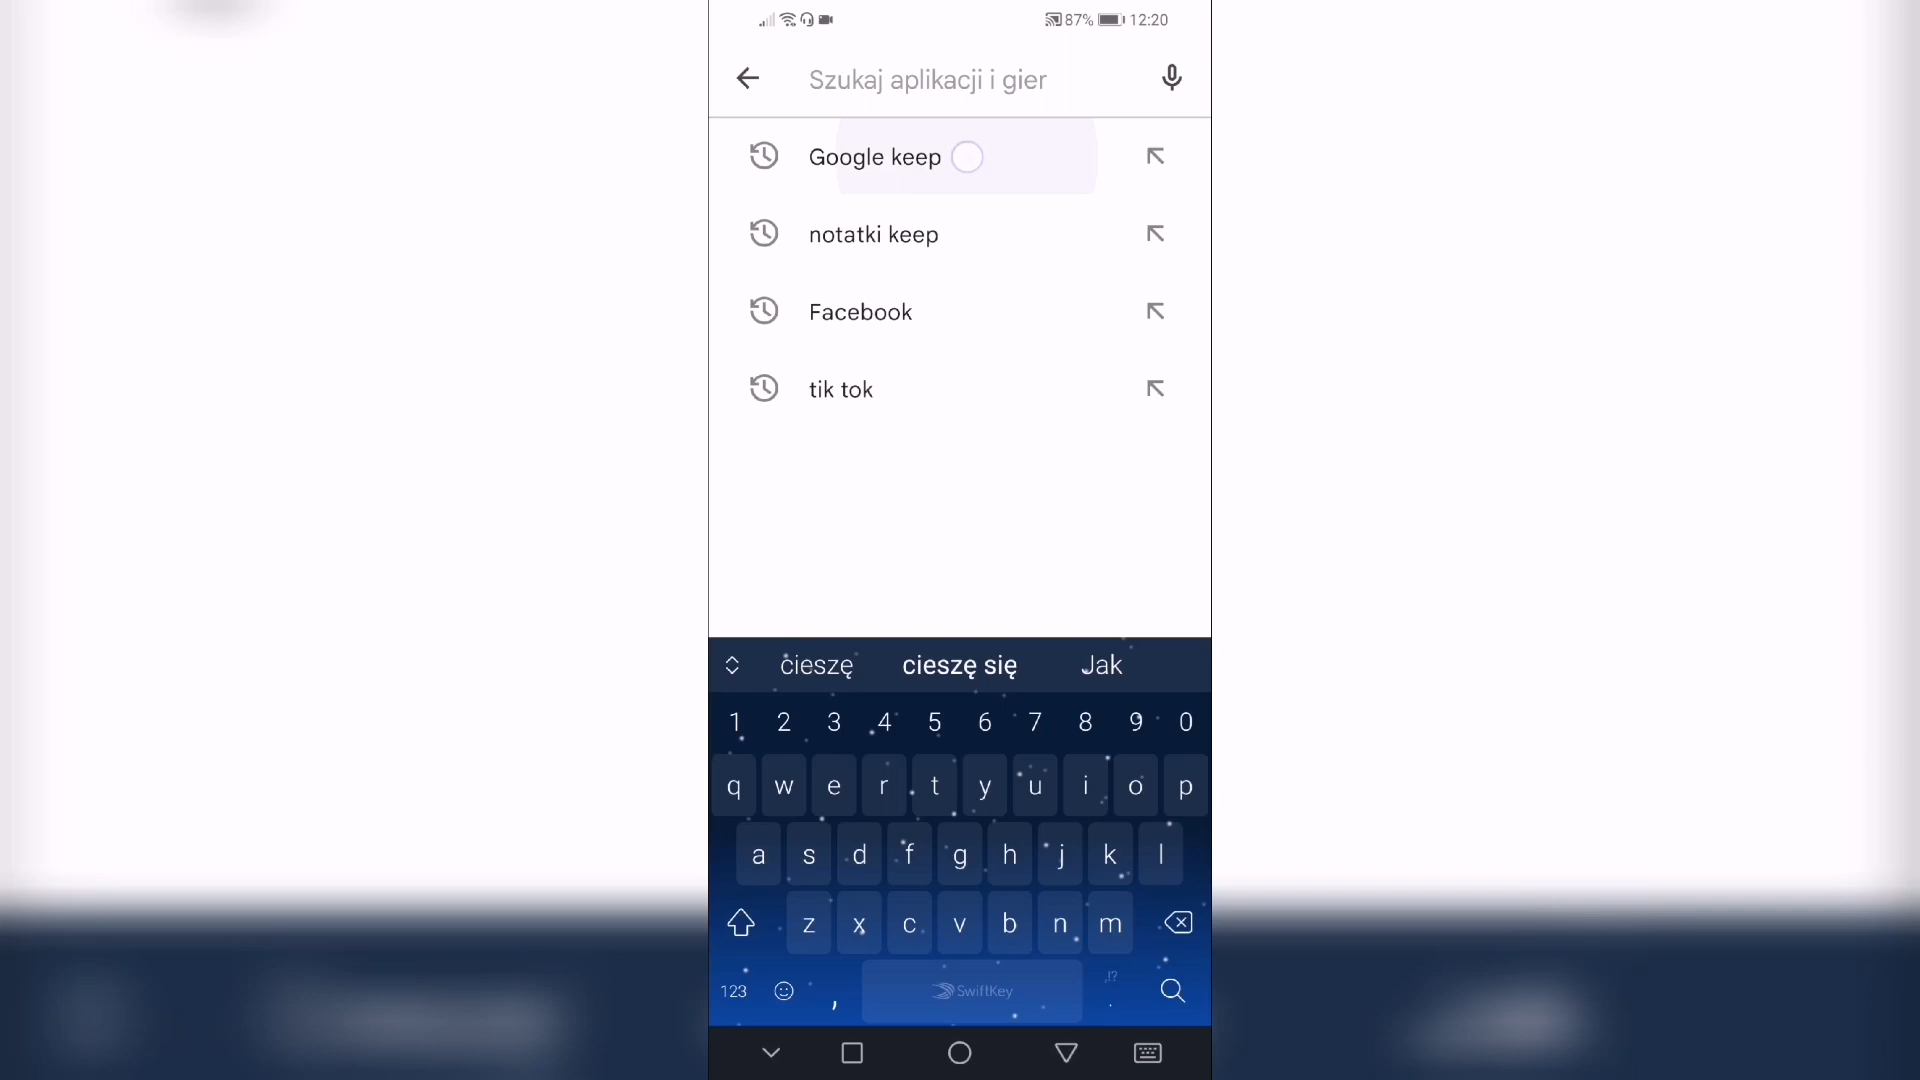 87% 12:20
Szukaj aplikacji i gier
Google keep
notatki keep
Facebook
tik tok
cieszę cieszę się Jak
1 2 3 4 5 6 7 8 9 0
q w e r t y u i o p
a s d f g h j k l
z x c v b n m
123 , SwiftKey ,!? .